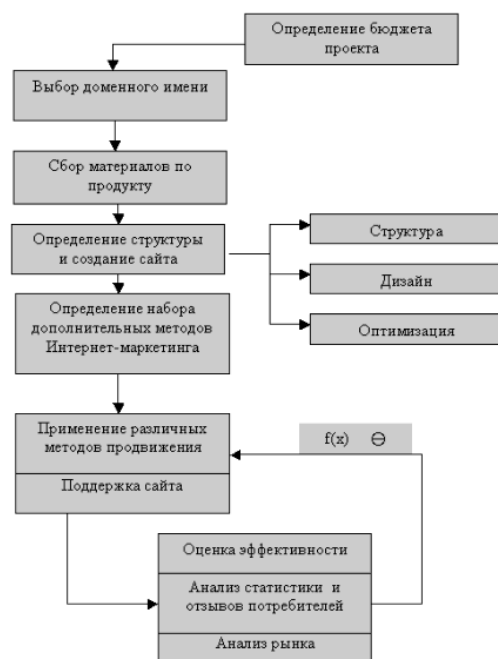 Определение бюджета
проекта
Выбор доменного имени
Сбор материалов по
продукту
Определение структуры
и создание сайта
Структура
Дизайн
Оптимизация
Определение набора
дополнительных методов
Интернет-маркетинга
Применение различных
методов продвижения
Поддержка сайта
f(x) ⊖
Оценка эффективности
Анализ статистики и
отзывов потребителей
Анализ рынка